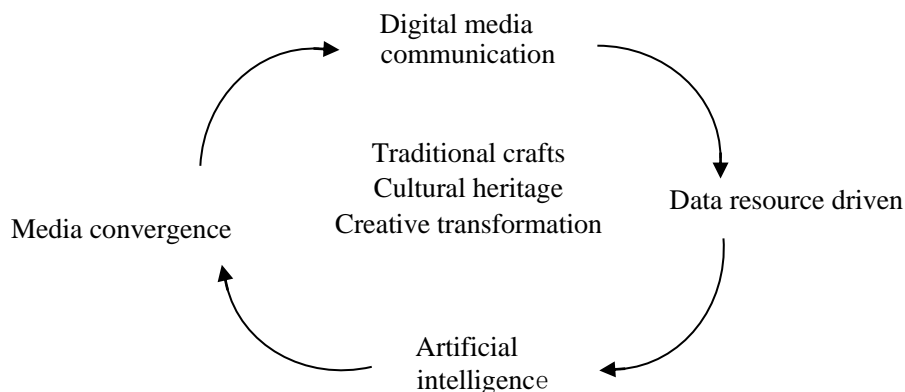 Digital media
communication
Traditional crafts
Cultural heritage
Creative transformation
Data resource driven
Media convergence
Artificial
intelligence